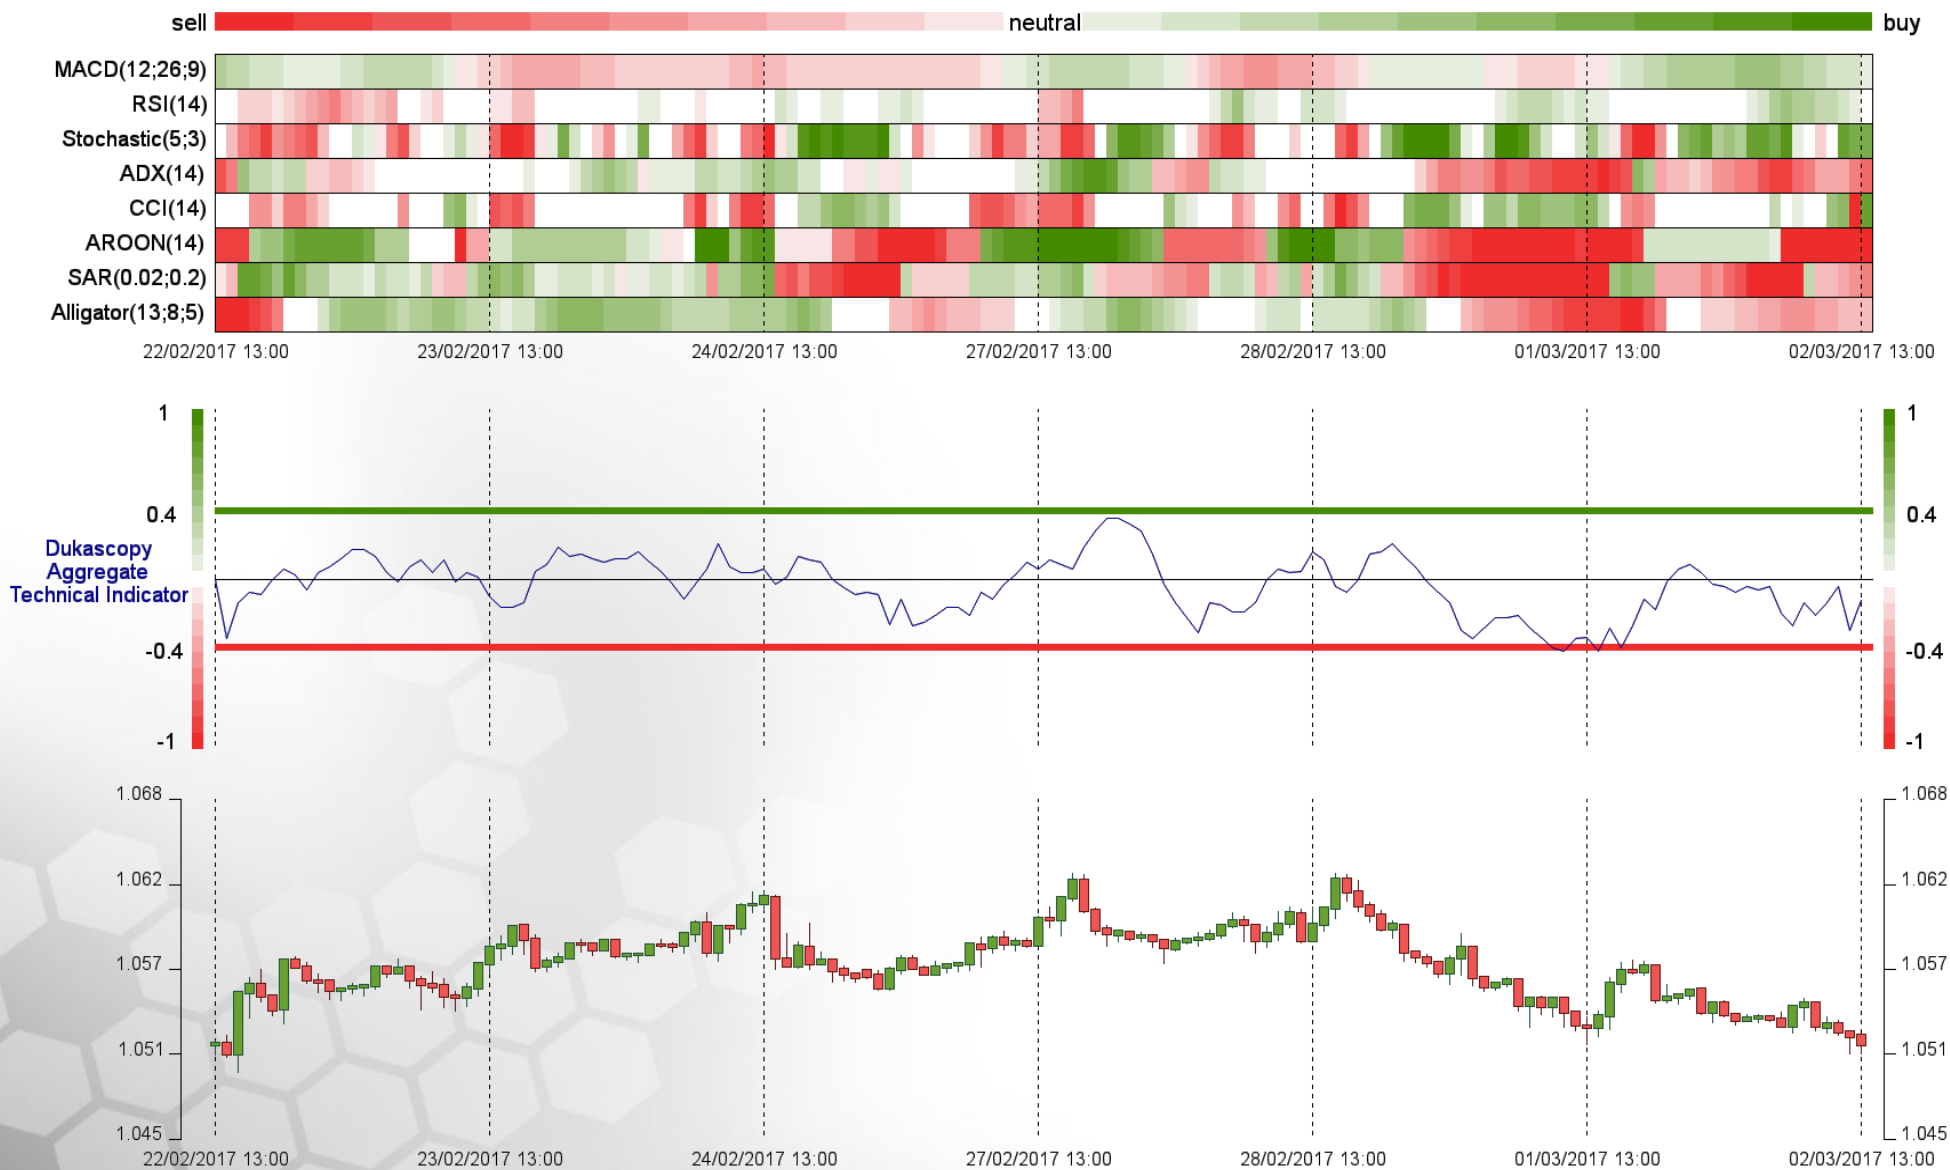 sell neutral buy
MACD(12;26;9)
RSI(14)
Stochastic(5;3)
ADX(14)
CCI(14)
AROON(14)
SAR(0.02;0.2)
Alligator(13;8;5)
22/02/2017 13:00 23/02/2017 13:00 24/02/2017 13:00 27/02/2017 13:00 28/02/2017 13:00 01/03/2017 13:00 02/03/2017 13:00
1 1
0.4 0.4
Dukascopy
Aggregate
Technical Indicator
-0.4 -0.4
-1 -1
1.068 1.068
1.062 1.062
1.057 1.057
1.051 1.051
1.045 1.045
22/02/2017 13:00 23/02/2017 13:00 24/02/2017 13:00 27/02/2017 13:00 28/02/2017 13:00 01/03/2017 13:00 02/03/2017 13:00